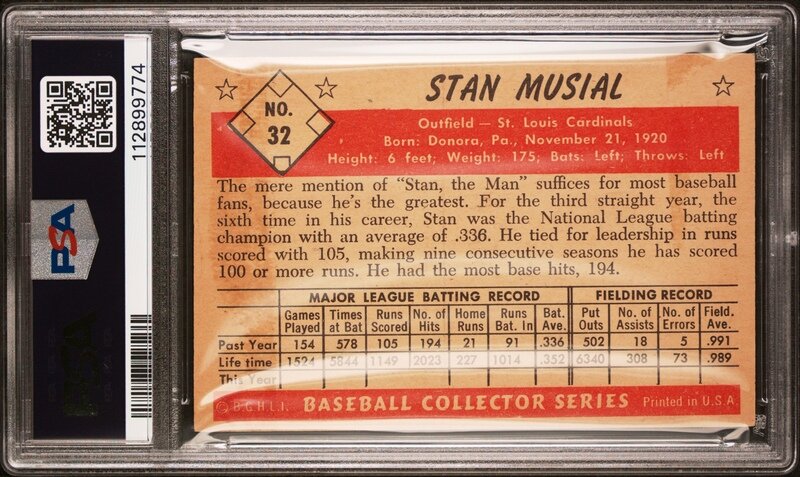 112899774
PSA
NO.
32
STAN MUSIAL
Outfield — St. Louis Cardinals
Born: Donora, Pa., November 21, 1920
Height: 6 feet; Weight: 175; Bats: Left; Throws: Left
The mere mention of "Stan, the Man" suffices for most baseball
fans, because he's the greatest. For the third straight year, the
sixth time in his career, Stan was the National League batting
champion with an average of .336. He tied for leadership in runs
scored with 105, making nine consecutive seasons he has scored
100 or more runs. He had the most base hits, 194.
MAJOR LEAGUE BATTING RECORD FIELDING RECORD
Games Times Runs No. of Home Runs Bat. Put No. of No. of Field.
Played at Bat Scored Hits Runs Bat. In Ave. Outs Assists Errors Ave.
Past Year 154 578 105 194 21 91 .336 502 18 5 .991
Life time 1524 5844 1149 2023 227 1014 .352 6340 308 73 .989
This Year
© B.G.H.L.I. BASEBALL COLLECTOR SERIES Printed in U.S.A.